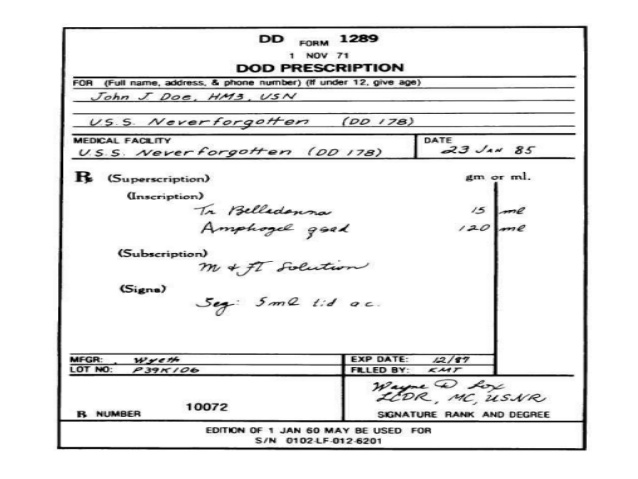 DD FORM 1289
1 NOV 71
DOD PRESCRIPTION
FOR (Full name, address, & phone number) (If under 12, give age)
John J. Doe, HM3, USN
U.S.S. Neverforgotten (DD 178)
MEDICAL FACILITY
U.S.S. Neverforgotten (DD 178)
DATE
23 JAN 85
℞ (Superscription) gm or ml.
(Inscription)
Tr Belladonna 15 ml
Amphogel qsad 120 ml
(Subscription)
M & Ft Solution
(Signa)
Sig: 5ml tid a.c.
MFGR: Wyeth EXP DATE: 12/87
LOT NO: P39K106 FILLED BY: KMT
℞ NUMBER 10072
Wayne D Lox
LCDR, MC, USNR
SIGNATURE RANK AND DEGREE
EDITION OF 1 JAN 60 MAY BE USED FOR
S/N 0102-LF-012-6201